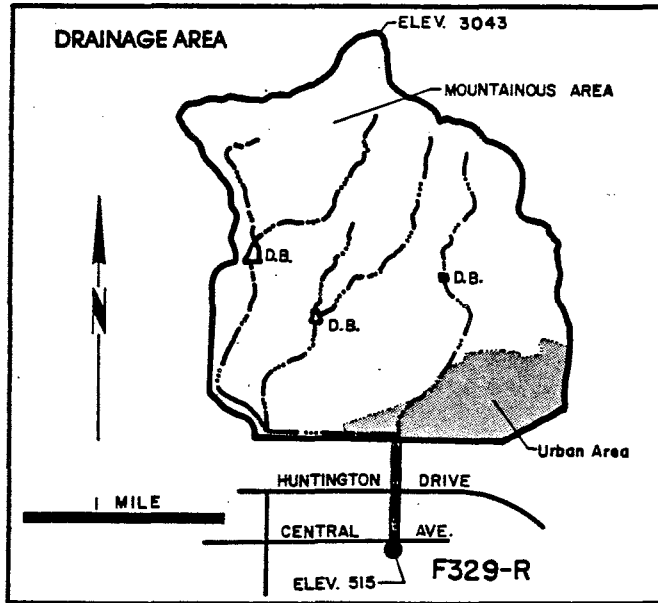 DRAINAGE AREA
ELEV. 3043
MOUNTAINOUS AREA
D.B.
D.B.
D.B.
N
Urban Area
HUNTINGTON DRIVE
1 MILE
CENTRAL AVE.
ELEV. 515
F329-R